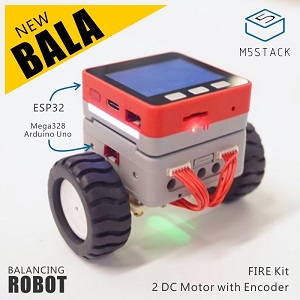 NEW
BALA
M5STACK
ESP32
Mega328
Arduino Uno
BALANCING
ROBOT
FIRE Kit
2 DC Motor with Encoder